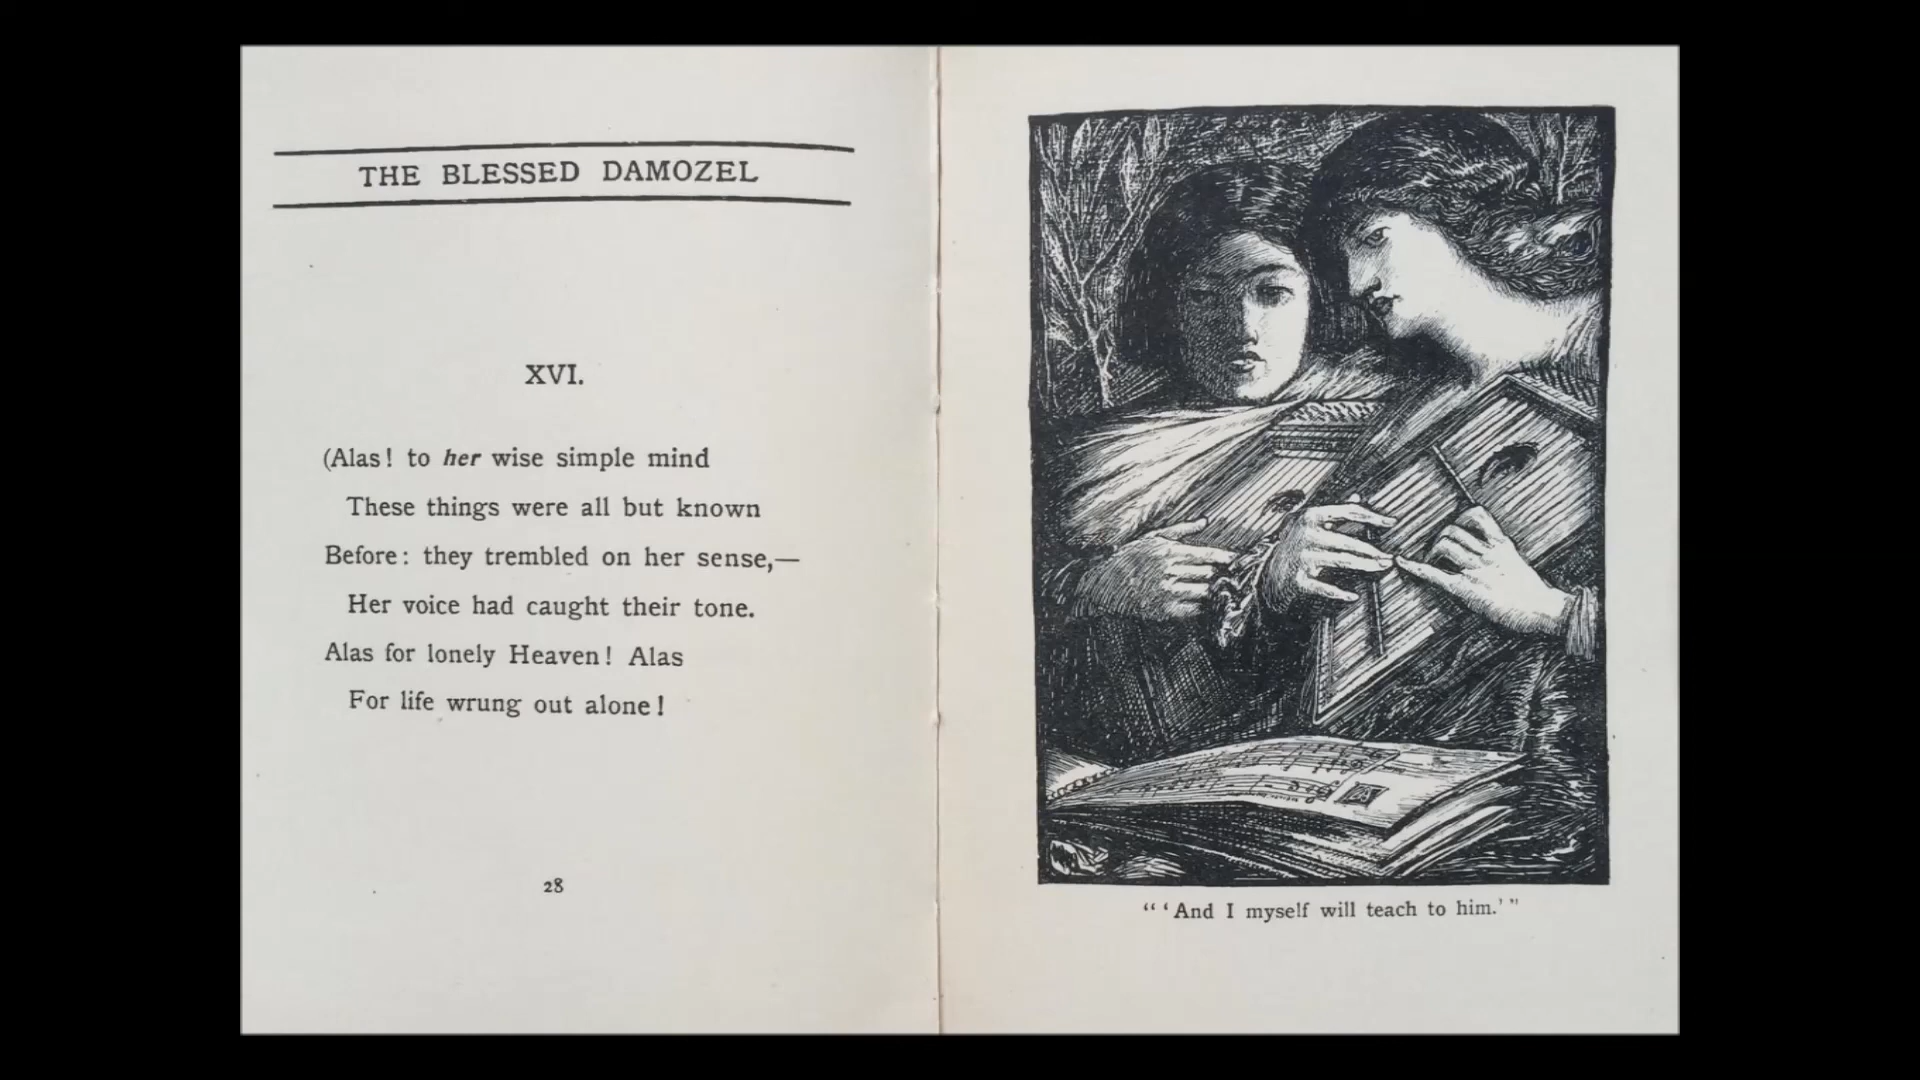 THE BLESSED DAMOZEL
XVI.
(Alas! to her wise simple mind
These things were all but known
Before: they trembled on her sense,—
Her voice had caught their tone.
Alas for lonely Heaven! Alas
For life wrung out alone!
28
“‘And I myself will teach to him.’”